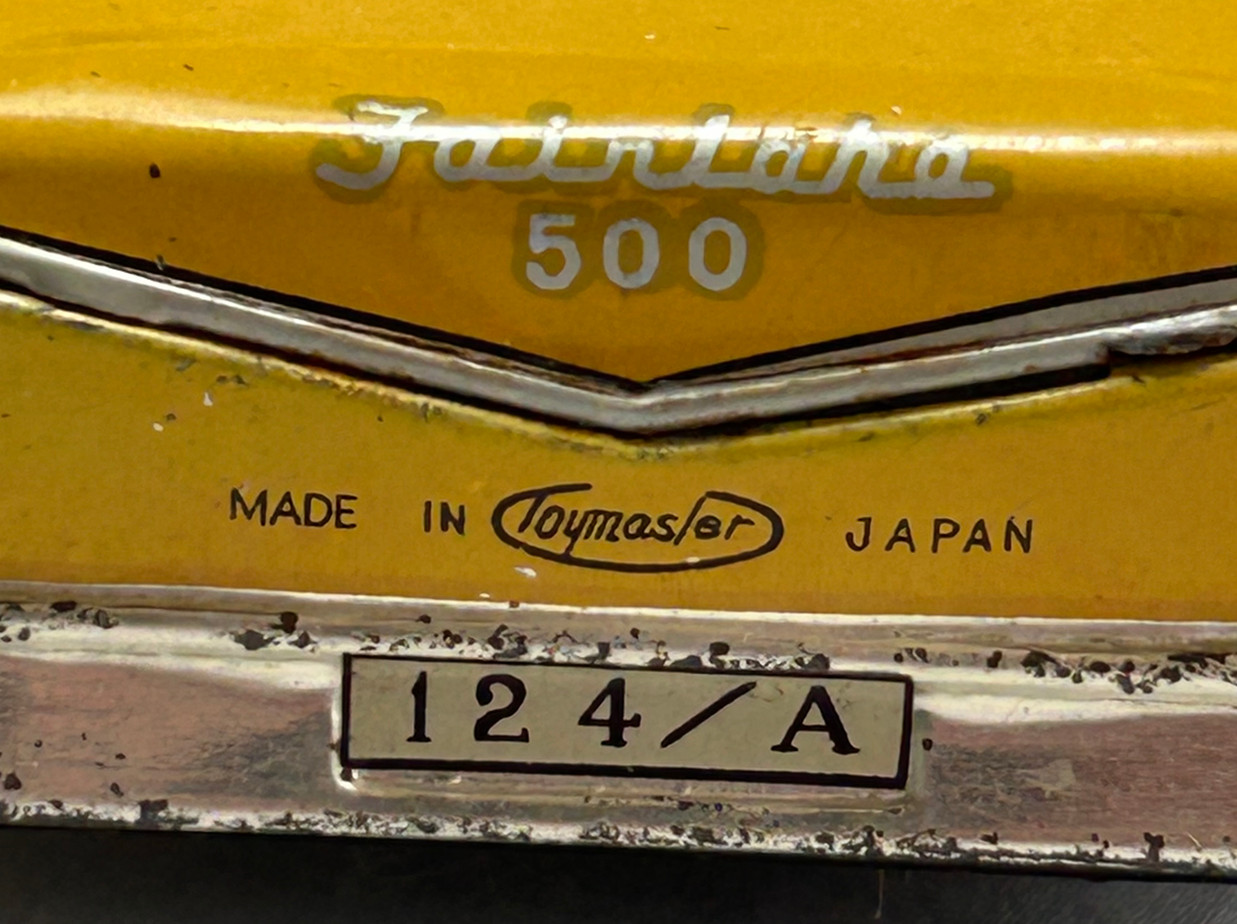 Fairlane
500
MADE IN Toymaster JAPAN
124/A